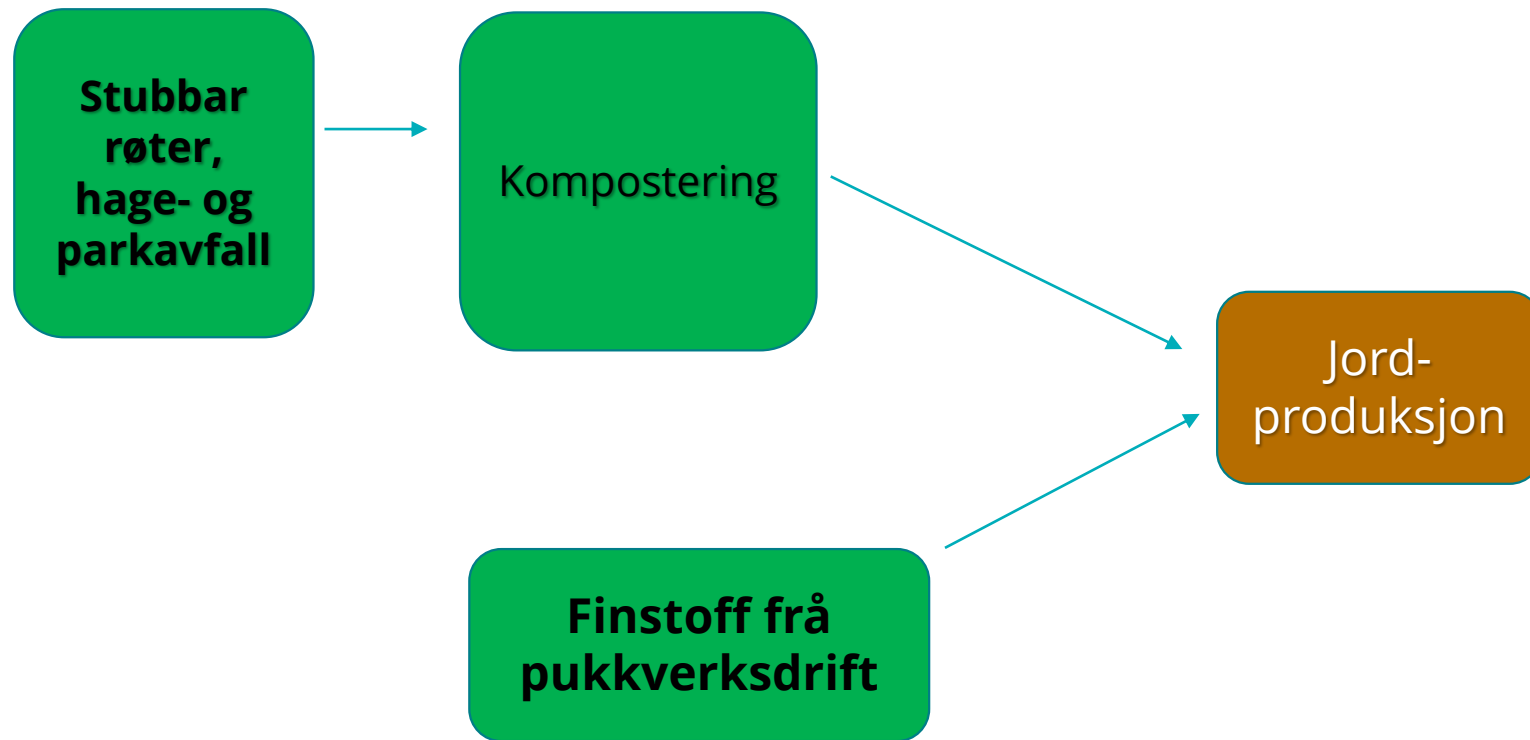 Stubbar
røter,
hage- og
parkavfall
Kompostering
Jord-
produksjon
Finstoff frå
pukkverksdrift